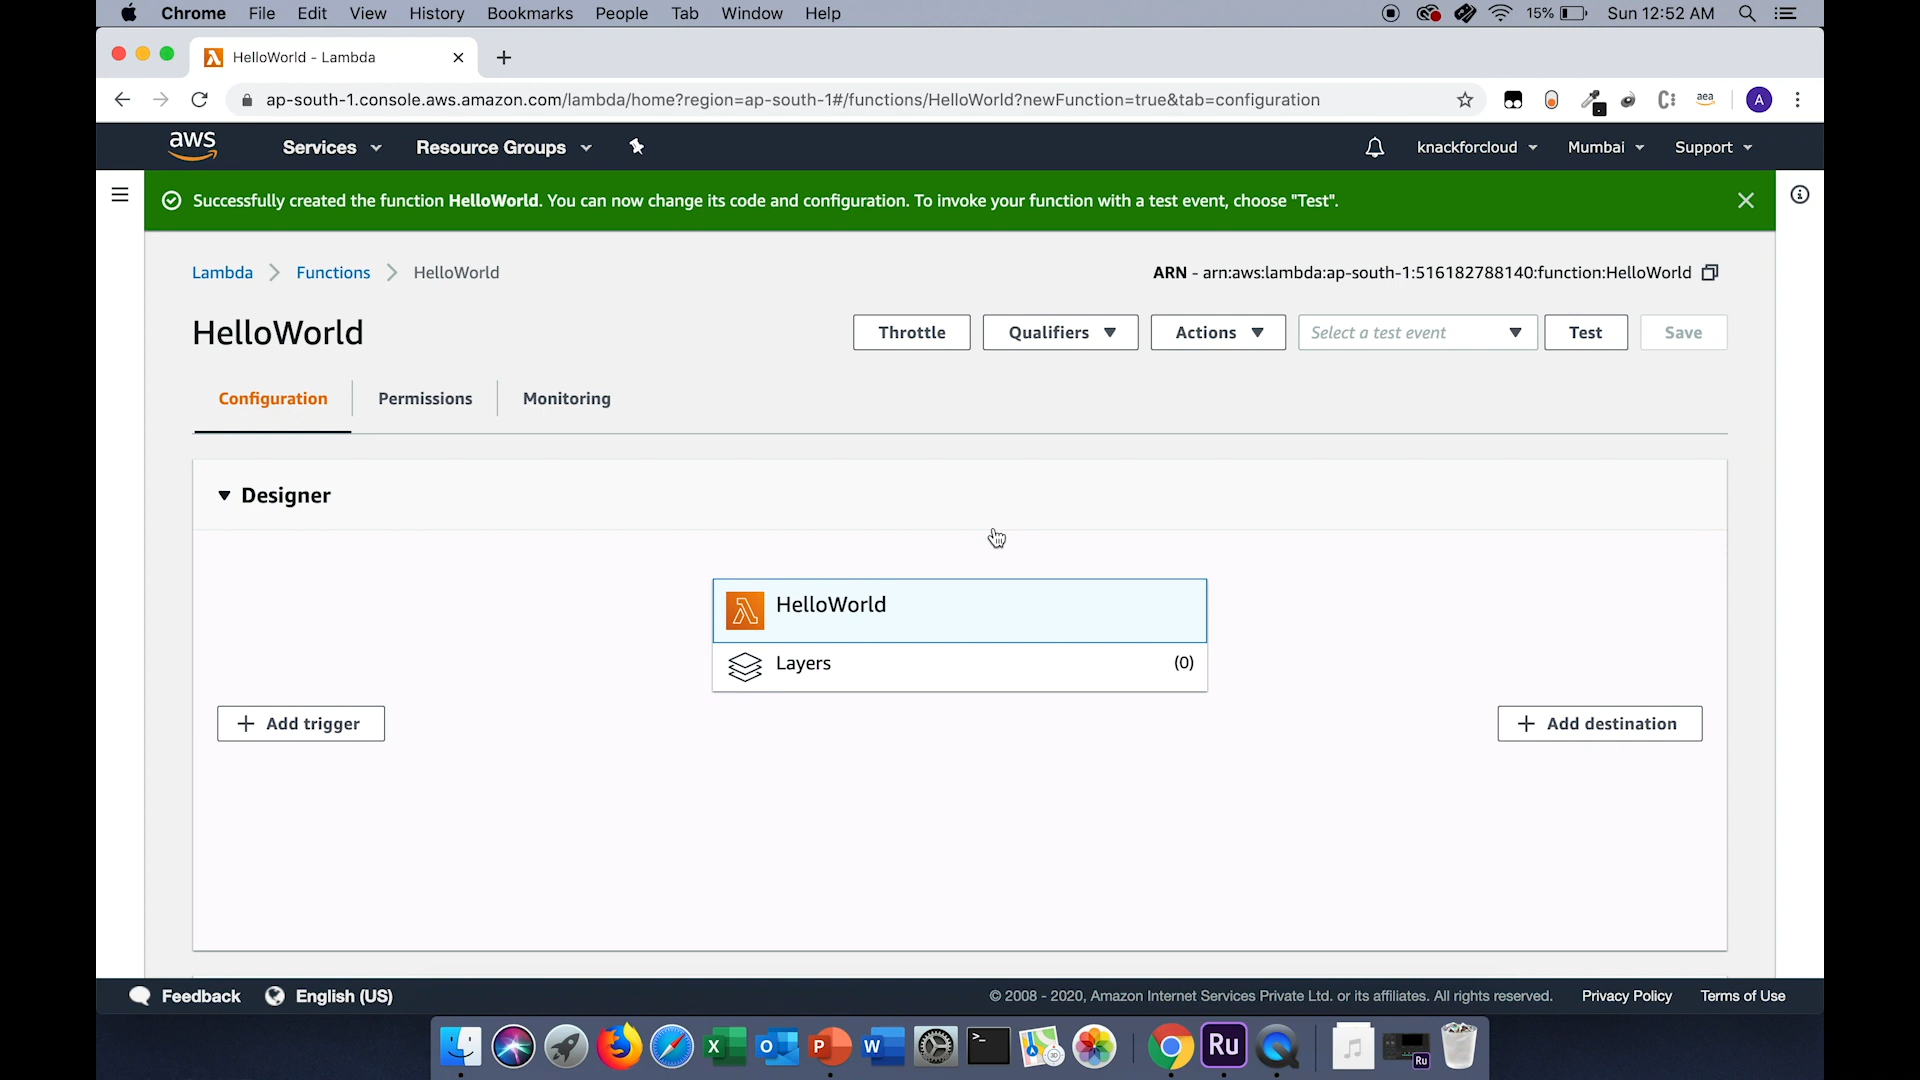 Chrome File Edit View History Bookmarks People Tab Window Help 15% Sun 12:52 AM
HelloWorld - Lambda
ap-south-1.console.aws.amazon.com/lambda/home?region=ap-south-1#/functions/HelloWorld?newFunction=true&tab=configuration aea A
aws Services Resource Groups knackforcloud Mumbai Support
Successfully created the function HelloWorld. You can now change its code and configuration. To invoke your function with a test event, choose "Test".
Lambda Functions HelloWorld ARN - arn:aws:lambda:ap-south-1:516182788140:function:HelloWorld
HelloWorld Throttle Qualifiers Actions Select a test event Test Save
Configuration Permissions Monitoring
Designer
HelloWorld
Layers (0)
+ Add trigger + Add destination
Feedback English (US) © 2008 - 2020, Amazon Internet Services Private Ltd. or its affiliates. All rights reserved. Privacy Policy Terms of Use
X O P W >_ 3D Ru Ru